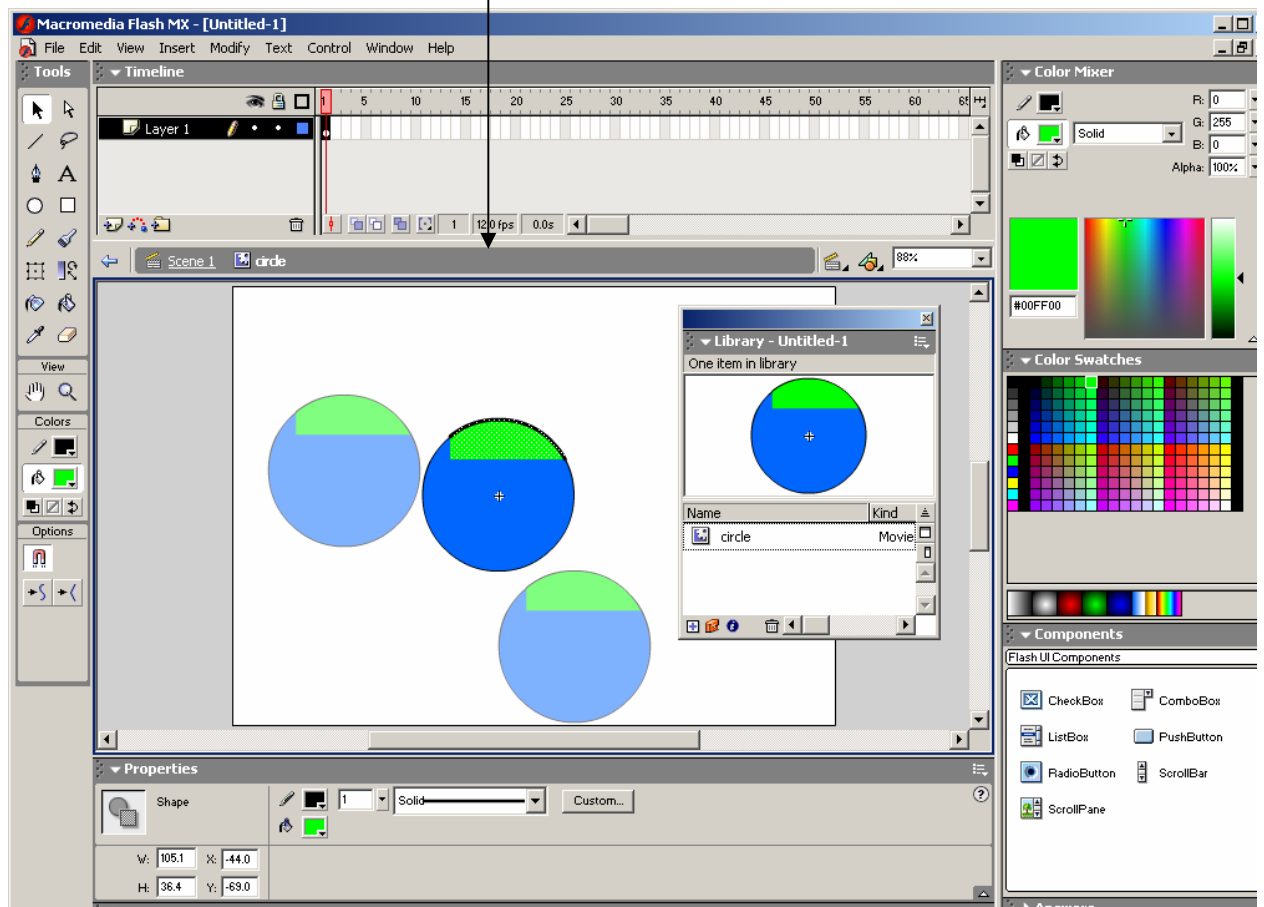 Macromedia Flash MX - [Untitled-1]
File Edit View Insert Modify Text Control Window Help
Tools
Timeline
1 5 10 15 20 25 30 35 40 45 50 55 60 65
Layer 1
1 12.0 fps 0.0s
Scene 1 circle 88%
View
Colors
Options
Library - Untitled-1
One item in library
Name Kind
circle Movie
Properties
Shape 1 Solid Custom...
W: 105.1 X: -44.0
H: 36.4 Y: -69.0
Color Mixer
R: 0
Solid G: 255
B: 0
Alpha: 100%
#00FF00
Color Swatches
Components
Flash UI Components
CheckBox ComboBox
ListBox PushButton
RadioButton ScrollBar
ScrollPane
Answers